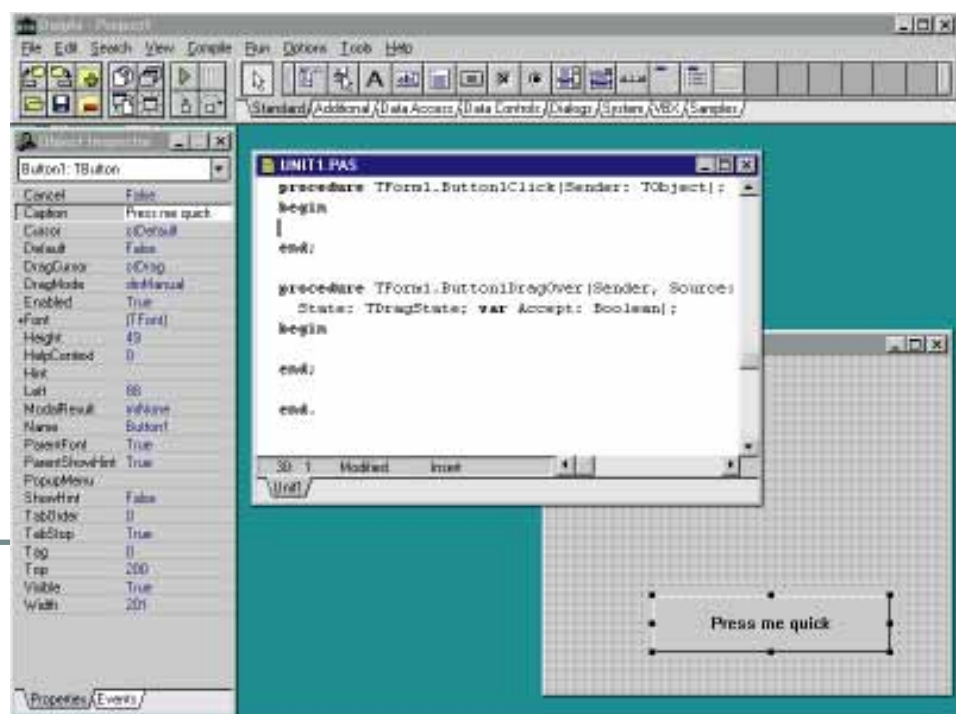 Delphi - Project1
File Edit Search View Compile Run Options Tools Help
Standard Additional Data Access Data Controls Dialogs System VBX Samples
Object Inspector
Button1: TButton
Cancel False
Caption Press me quick
Cursor crDefault
Default False
DragCursor crDrag
DragMode dmManual
Enabled True
+Font (TFont)
Height 49
HelpContext 0
Hint
Left 88
ModalResult mrNone
Name Button1
ParentFont True
ParentShowHint True
PopupMenu
ShowHint False
TabOrder 0
TabStop True
Tag 0
Top 200
Visible True
Width 201
Properties Events
UNIT1.PAS
procedure TForm1.Button1Click(Sender: TObject);
begin
end;
procedure TForm1.Button1DragOver(Sender, Source:
State: TDragState; var Accept: Boolean);
begin
end;
end.
30: 1 Modified Insert
Unit1
Press me quick